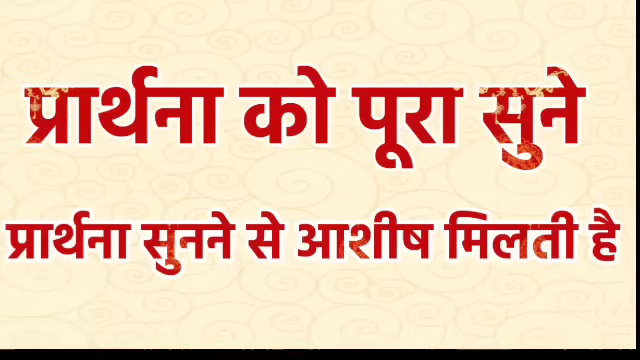 प्रार्थना को पूरा सुने
प्रार्थना सुनने से आशीष मिलती है